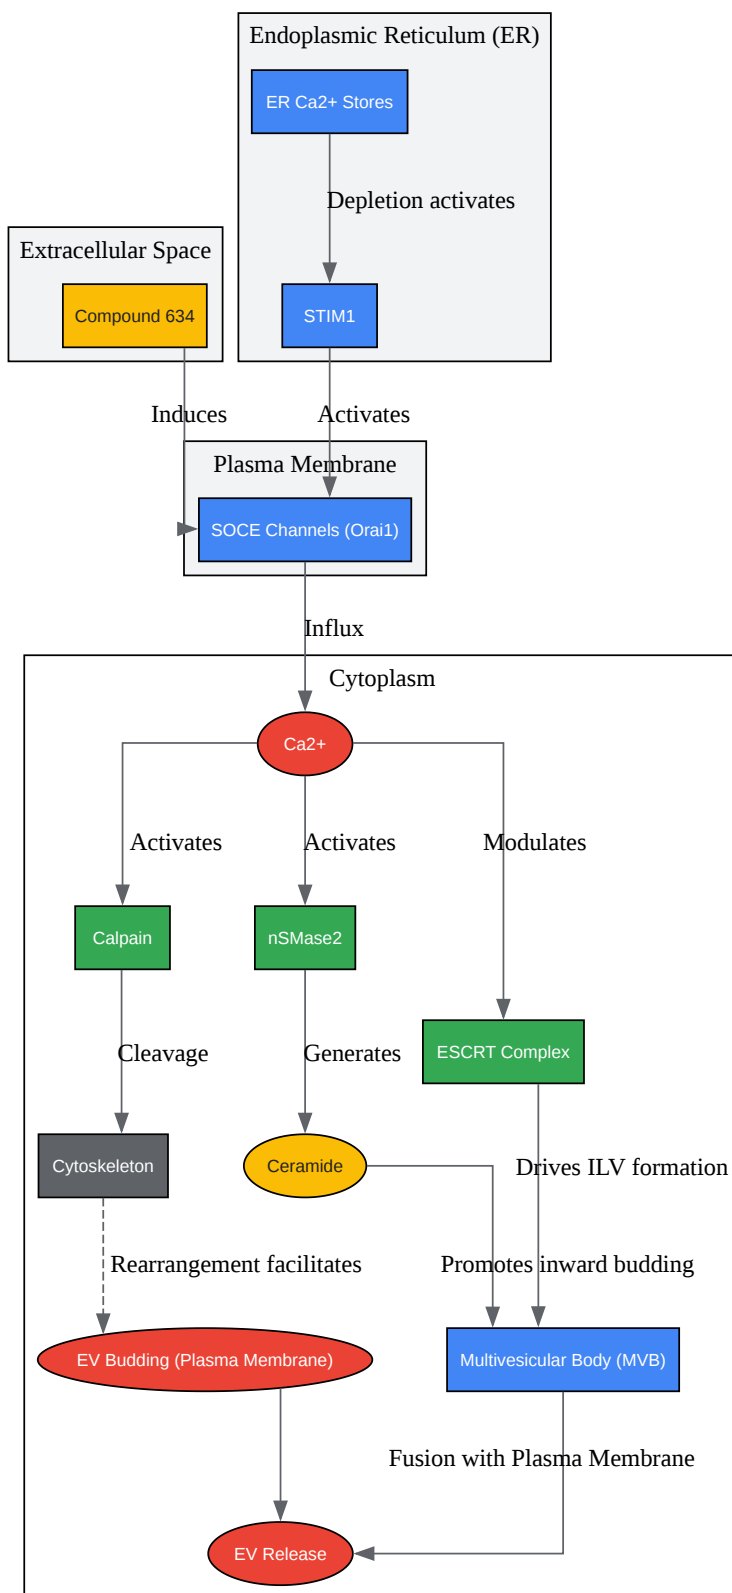 Endoplasmic Reticulum (ER)
ER Ca2+ Stores
Depletion activates
Extracellular Space
Compound 634
STIM1
Induces
Activates
Plasma Membrane
SOCE Channels (Orai1)
Influx
Cytoplasm
Ca2+
Activates
Activates
Modulates
Calpain
nSMase2
ESCRT Complex
Cleavage
Generates
Cytoskeleton
Ceramide
Drives ILV formation
Rearrangement facilitates
Promotes inward budding
EV Budding (Plasma Membrane)
Multivesicular Body (MVB)
Fusion with Plasma Membrane
EV Release